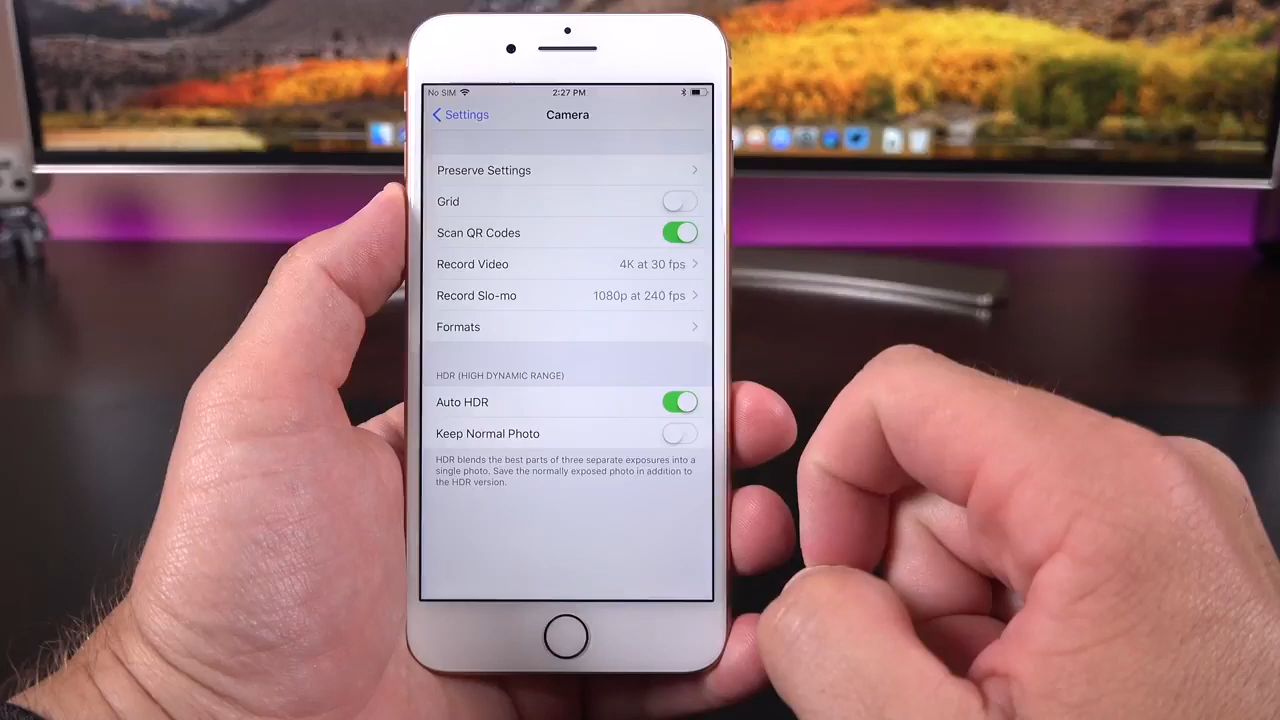 No SIM 2:27 PM
Settings Camera
Preserve Settings
Grid
Scan QR Codes
Record Video 4K at 30 fps
Record Slo-mo 1080p at 240 fps
Formats
HDR (HIGH DYNAMIC RANGE)
Auto HDR
Keep Normal Photo
HDR blends the best parts of three separate exposures into a
single photo. Save the normally exposed photo in addition to
the HDR version.